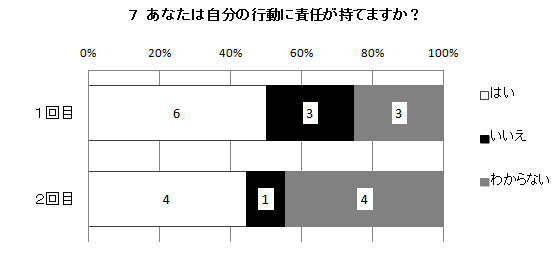 7 あなたは自分の行動に責任が持てますか?
0% 20% 40% 60% 80% 100%
1回目 6 3 3
2回目 4 1 4
はい
いいえ
わからない